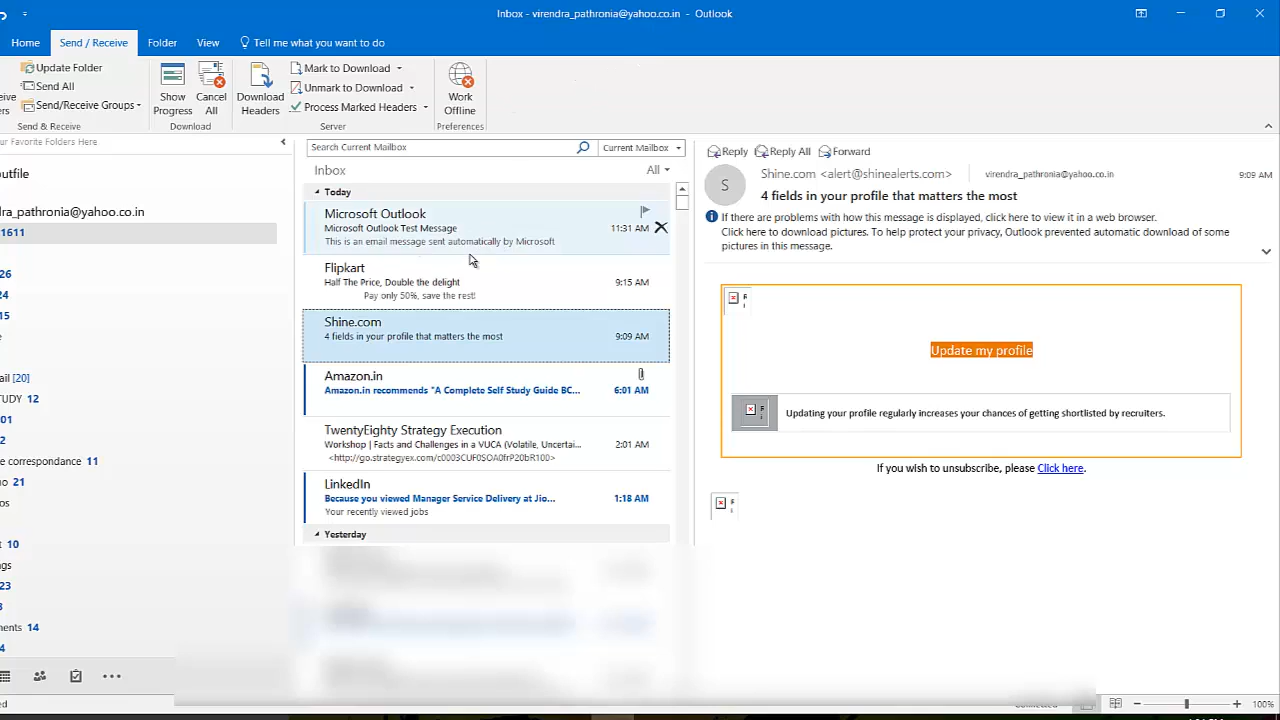 Inbox - virendra_pathronia@yahoo.co.in - Outlook
Home
Send / Receive
Folder
View
Tell me what you want to do
Update Folder
Send All
Send/Receive Groups
Send & Receive
Show Progress
Cancel All
Download
Download Headers
Mark to Download
Unmark to Download
Process Marked Headers
Server
Work Offline
Preferences
ur Favorite Folders Here
utfile
dra_pathronia@yahoo.co.in
1611
26
24
15
e
ail [20]
TUDY 12
01
2
e correspondance 11
no 21
os
t 10
ngs
23
3
nents 14
4
Search Current Mailbox
Current Mailbox
Inbox
All
Today
Microsoft Outlook
Microsoft Outlook Test Message 11:31 AM
This is an email message sent automatically by Microsoft
Flipkart
Half The Price, Double the delight 9:15 AM
Pay only 50%, save the rest!
Shine.com
4 fields in your profile that matters the most 9:09 AM
Amazon.in
Amazon.in recommends "A Complete Self Study Guide BC... 6:01 AM
TwentyEighty Strategy Execution
Workshop | Facts and Challenges in a VUCA (Volatile, Uncertai... 2:01 AM
<http://go.strategyex.com/c0003CUF0SOA0frP20bR10D>
LinkedIn
Because you viewed Manager Service Delivery at Jio... 1:18 AM
Your recently viewed jobs
Yesterday
Reply
Reply All
Forward
S
Shine.com <alert@shinealerts.com>
virendra_pathronia@yahoo.co.in
9:09 AM
4 fields in your profile that matters the most
If there are problems with how this message is displayed, click here to view it in a web browser.
Click here to download pictures. To help protect your privacy, Outlook prevented automatic download of some
pictures in this message.
Update my profile
Updating your profile regularly increases your chances of getting shortlisted by recruiters.
If you wish to unsubscribe, please Click here.
100%